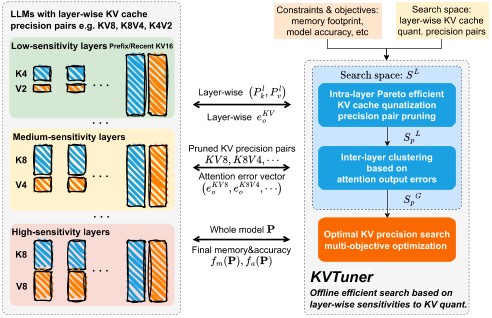 LLMs with layer-wise KV cache
precision pairs e.g. KV8, K8V4, K4V2
Low-sensitivity layers Prefix/Recent KV16
K4
V2
. . .
. . .
Medium-sensitivity layers
K8
V4
. . .
. . .
High-sensitivity layers
K8
V8
. . .
Layer-wise (P_k^l, P_v^l)
Layer-wise e_o^{KV}
Pruned KV precision pairs
KV8, K8V4, ···
Attention error vector
(e_o^{KV8}, e_o^{K8V4}, ···)
Whole model P
Final memory&accuracy
f_m(P), f_a(P)
Constraints & objectives:
memory footprint,
model accuracy, etc
Search space:
layer-wise KV cache
quant. precision pairs
Search space: S^L
Intra-layer Pareto efficient
KV cache qunatization
precision pair pruning
S_p^L
Inter-layer clustering
based on
attention output errors
S_p^G
Optimal KV precision search
multi-objective optimization
KVTuner
Offline efficient search based on
layer-wise sensitivities to KV quant.